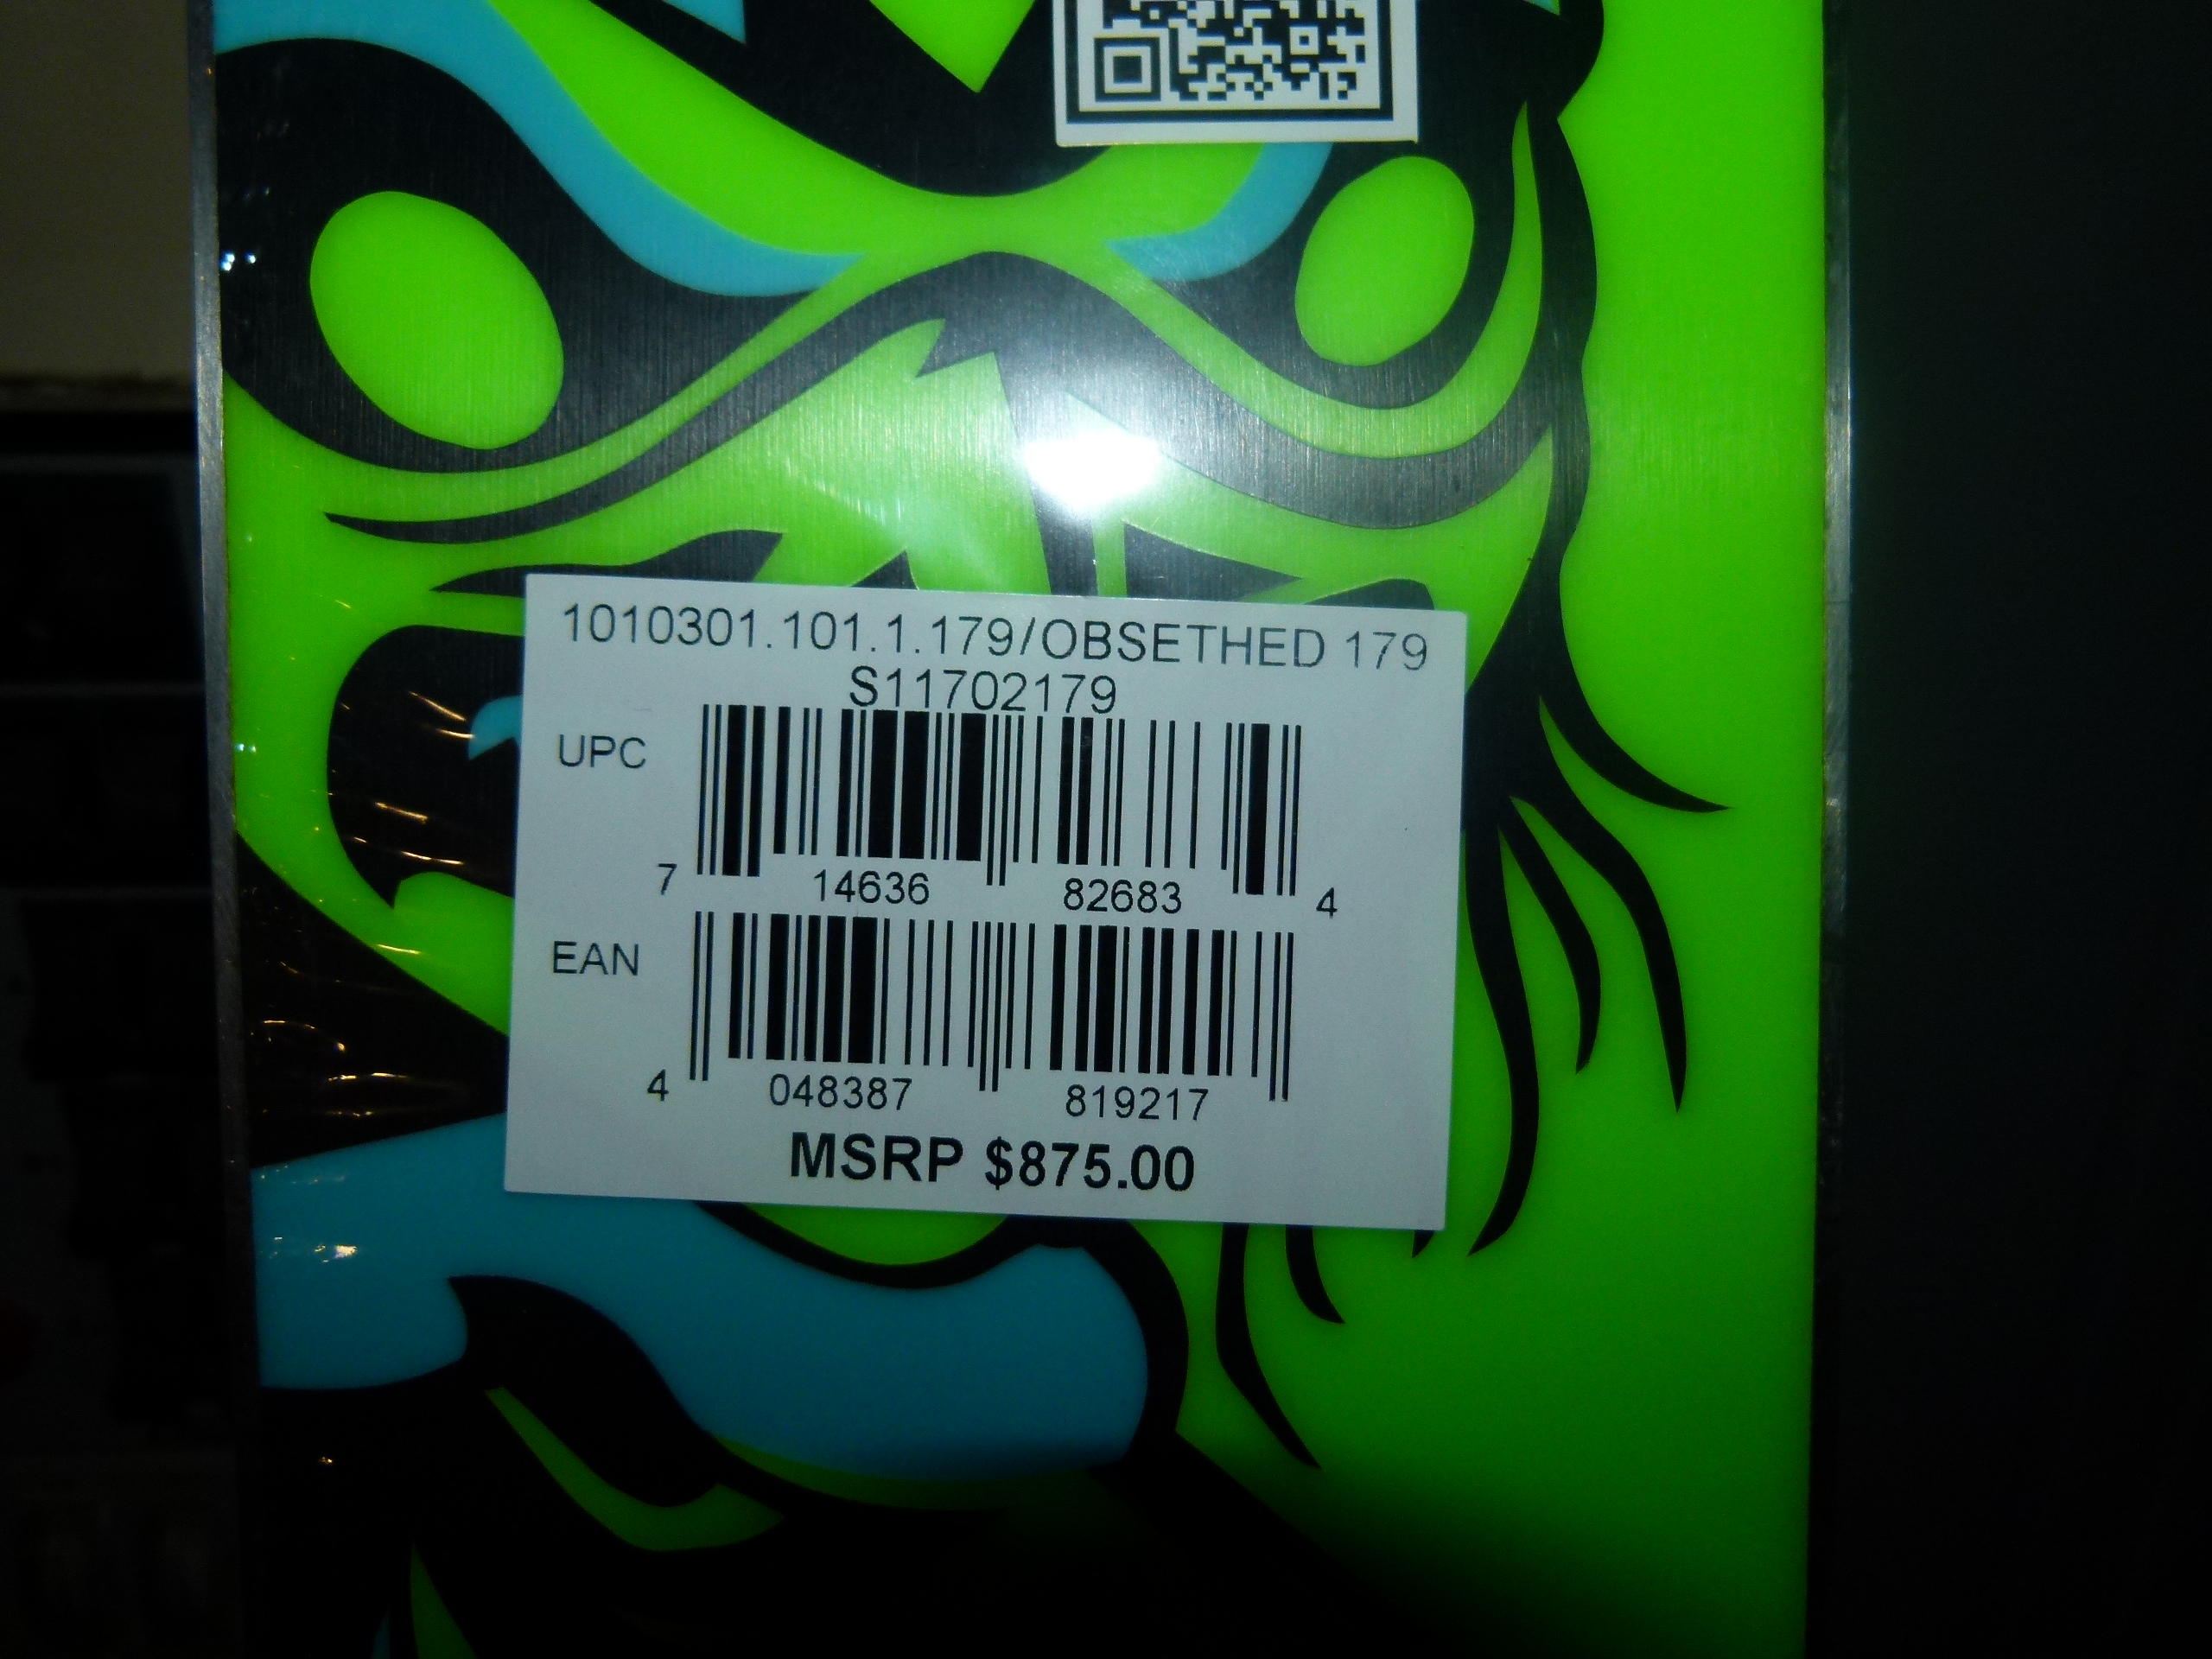 1010301.101.1.179/OBSETHED 179
S11702179
UPC
7 14636 82683 4
EAN
4 048387 819217
MSRP $875.00